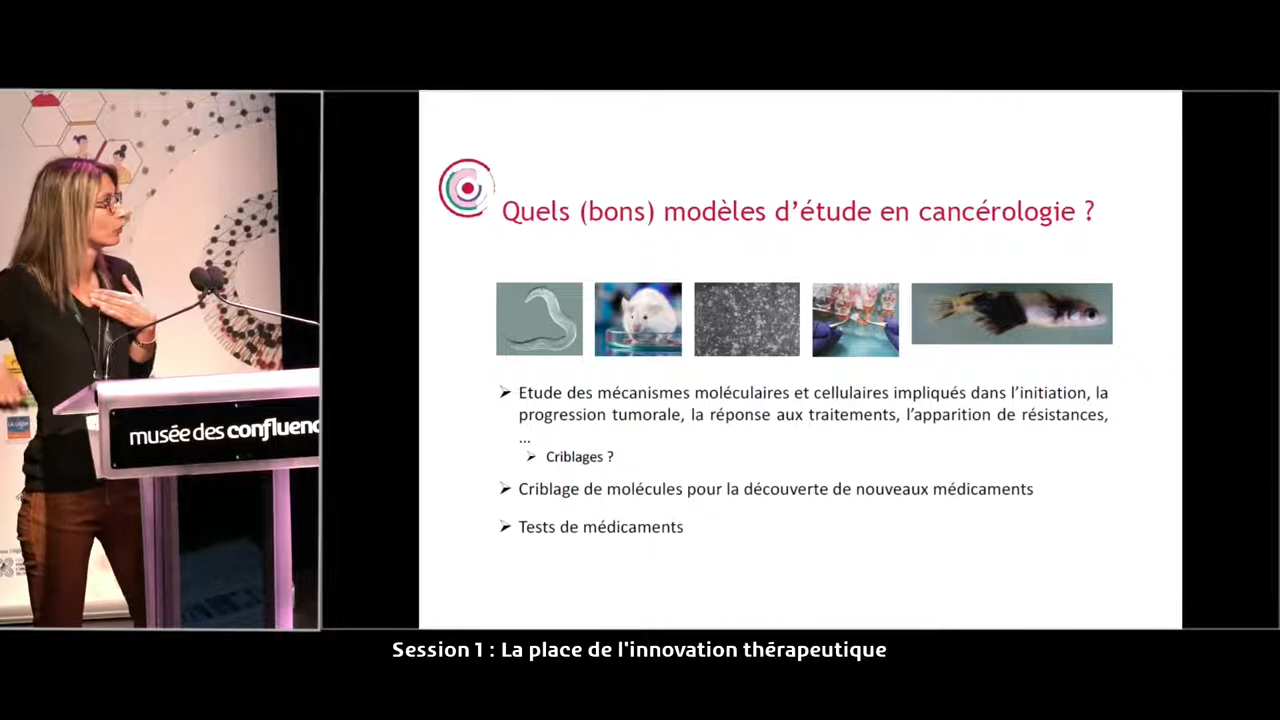 Quels (bons) modèles d’étude en cancérologie ?
Etude des mécanismes moléculaires et cellulaires impliqués dans l’initiation, la
progression tumorale, la réponse aux traitements, l’apparition de résistances,
...
Criblages ?
Criblage de molécules pour la découverte de nouveaux médicaments
Tests de médicaments
musée des confluenc
Session 1 : La place de l'innovation thérapeutique